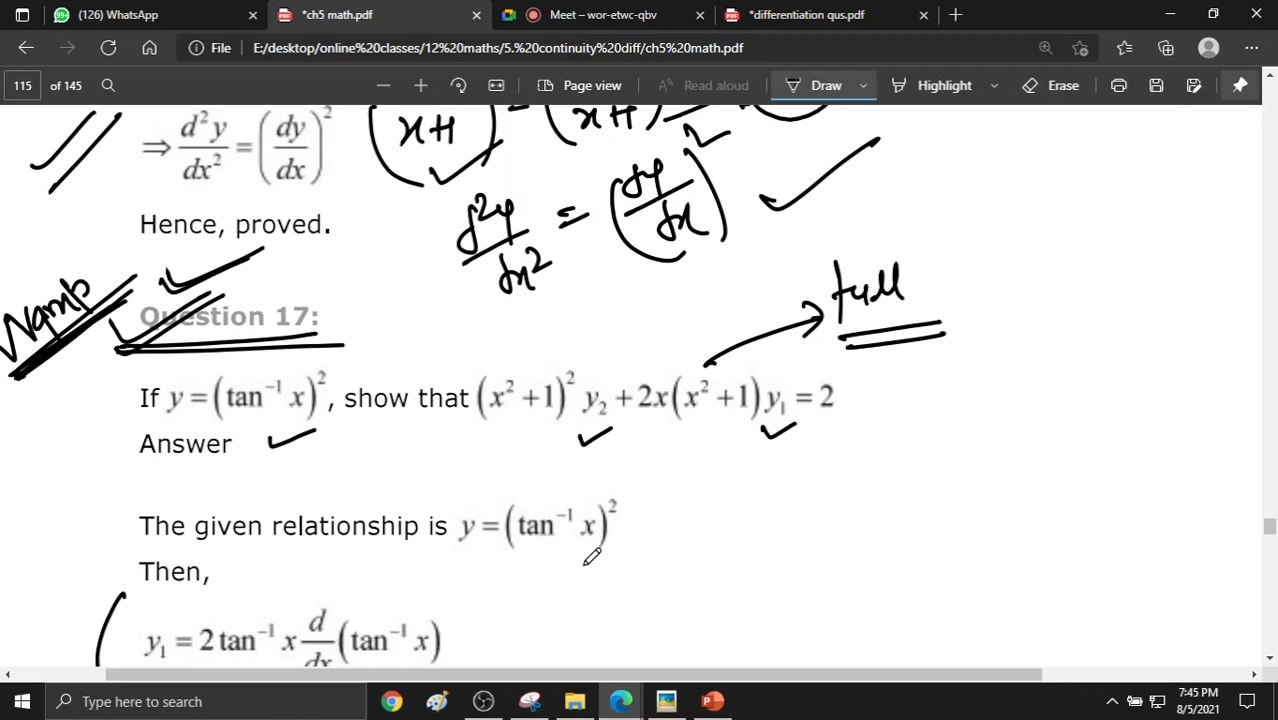 (126) WhatsApp
*ch5 math.pdf
Meet – wor-etwc-qbv
*differentiation qus.pdf
File
E:/desktop/online%20classes/12%20maths/5.%20continuity%20diff/ch5%20math.pdf
115 of 145
Page view
Read aloud
Draw
Highlight
Erase
⇒ d²y/dx² = (dy/dx)²
d²y/dx² = (dy/dx)
Hence, proved.
full
Question 17:
If y = (tan⁻¹ x)², show that (x² + 1)² y₂ + 2x(x² + 1) y₁ = 2
Answer
The given relationship is y = (tan⁻¹ x)²
Then,
y₁ = 2 tan⁻¹ x d/dx (tan⁻¹ x)
Type here to search
7:45 PM
8/5/2021